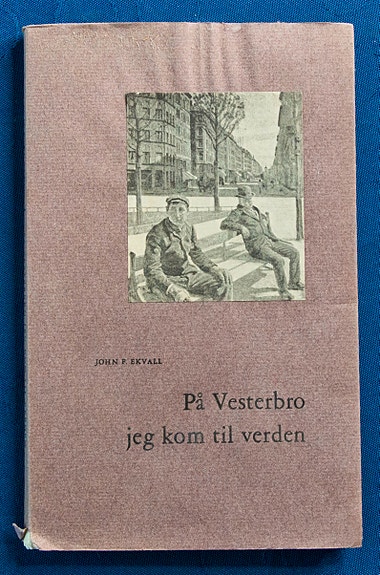 JOHN P. EKVALL
På Vesterbro
jeg kom til verden